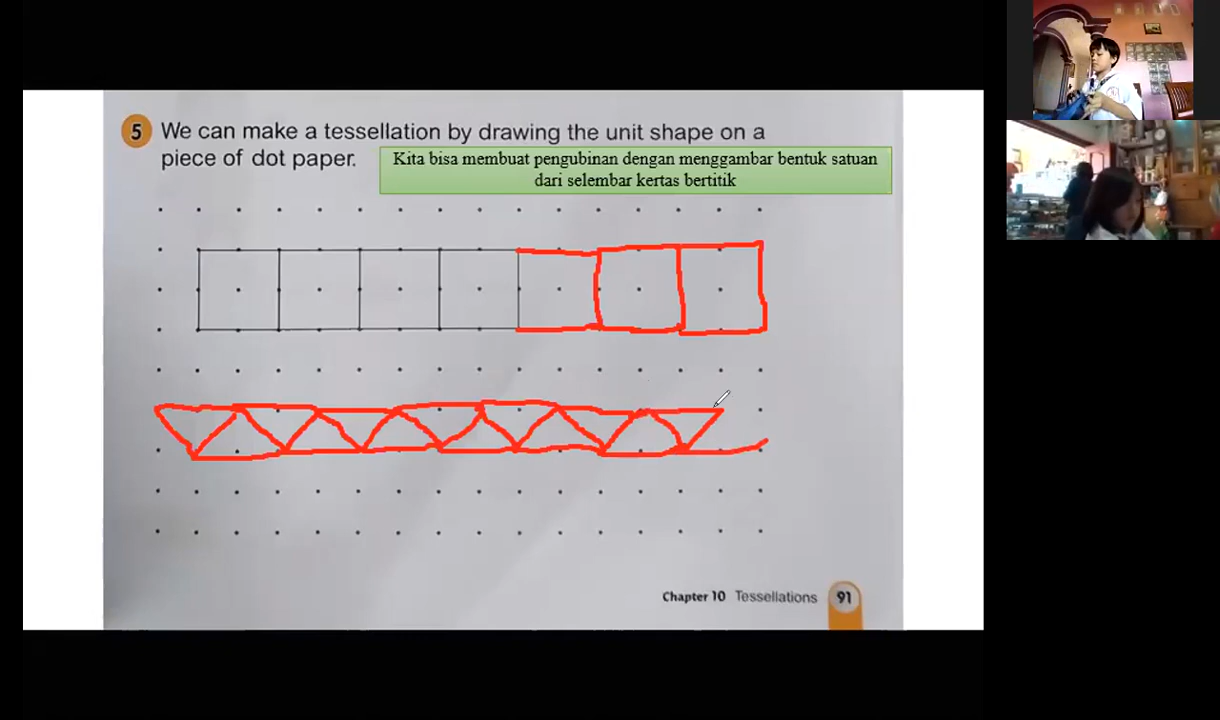 5 We can make a tessellation by drawing the unit shape on a
piece of dot paper.
Kita bisa membuat pengubinan dengan menggambar bentuk satuan
dari selembar kertas bertitik
Chapter 10 Tessellations 91